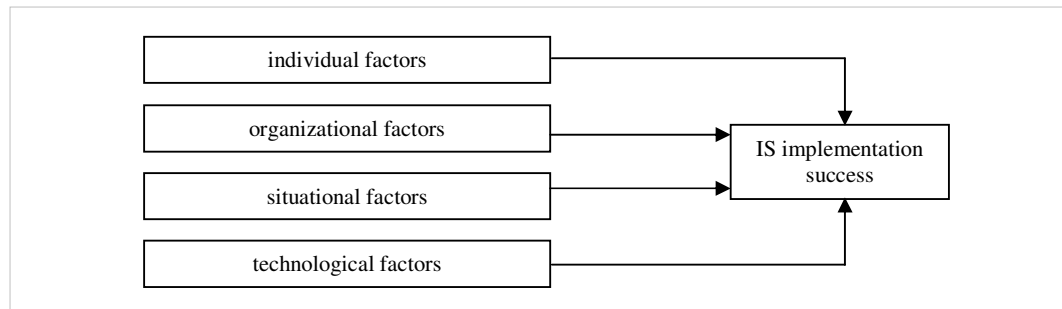 individual factors
organizational factors
IS implementation
success
situational factors
technological factors